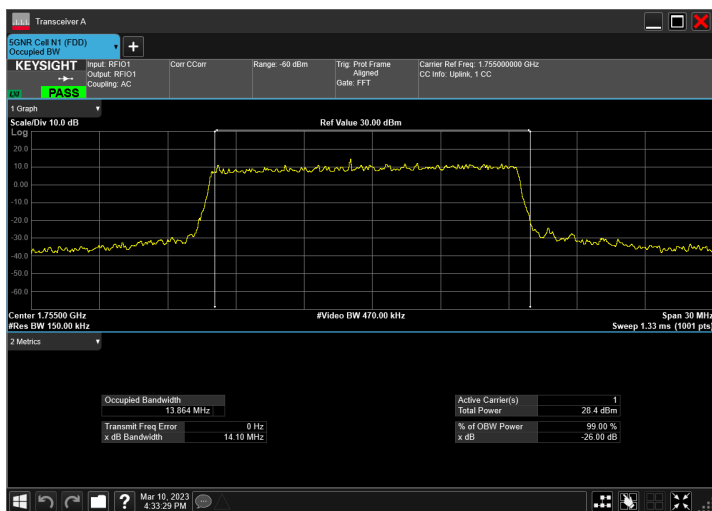 Transceiver A
5GNR Cell N1 (FDD)
Occupied BW
KEYSIGHT
LXI
PASS
Input: RFIO1
Output: RFIO1
Coupling: AC
Corr CCorr
Range: -60 dBm
Trig: Prot Frame
Aligned
Gate: FFT
Carrier Ref Freq: 1.755000000 GHz
CC Info: Uplink, 1 CC
1 Graph
Scale/Div 10.0 dB
Ref Value 30.00 dBm
Log
20.0
10.0
0.00
-10.0
-20.0
-30.0
-40.0
-50.0
-60.0
Center 1.75500 GHz
#Video BW 470.00 kHz
Span 30 MHz
#Res BW 150.00 kHz
Sweep 1.33 ms (1001 pts)
2 Metrics
Occupied Bandwidth
13.864 MHz
Transmit Freq Error 0 Hz
x dB Bandwidth 14.10 MHz
Active Carrier(s) 1
Total Power 28.4 dBm
% of OBW Power 99.00 %
x dB -26.00 dB
?
Mar 10, 2023
4:33:29 PM